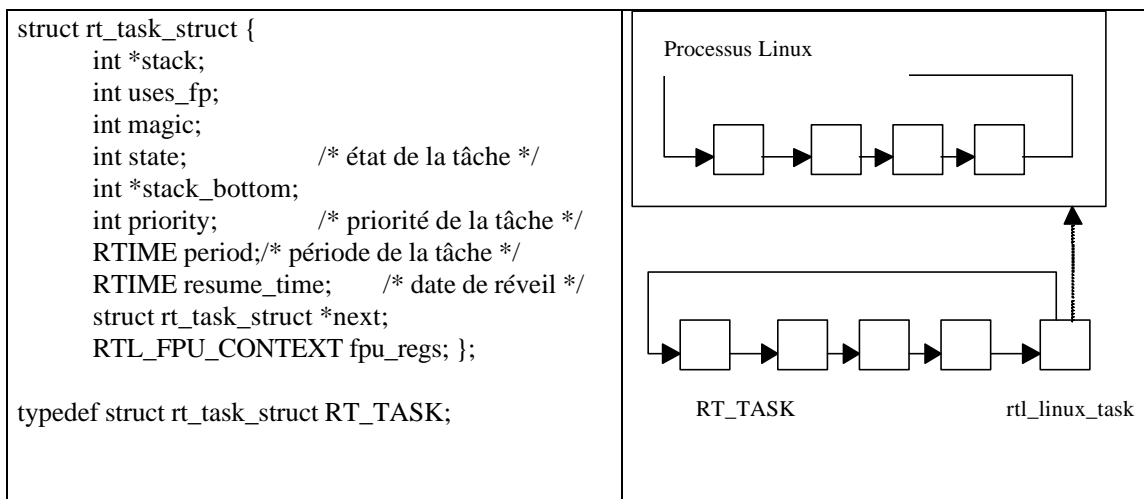 struct rt_task_struct {
int *stack;
int uses_fp;
int magic;
int state; /* état de la tâche */
int *stack_bottom;
int priority; /* priorité de la tâche */
RTIME period;/* période de la tâche */
RTIME resume_time; /* date de réveil */
struct rt_task_struct *next;
RTL_FPU_CONTEXT fpu_regs; };
typedef struct rt_task_struct RT_TASK;
Processus Linux
RT_TASK
rtl_linux_task